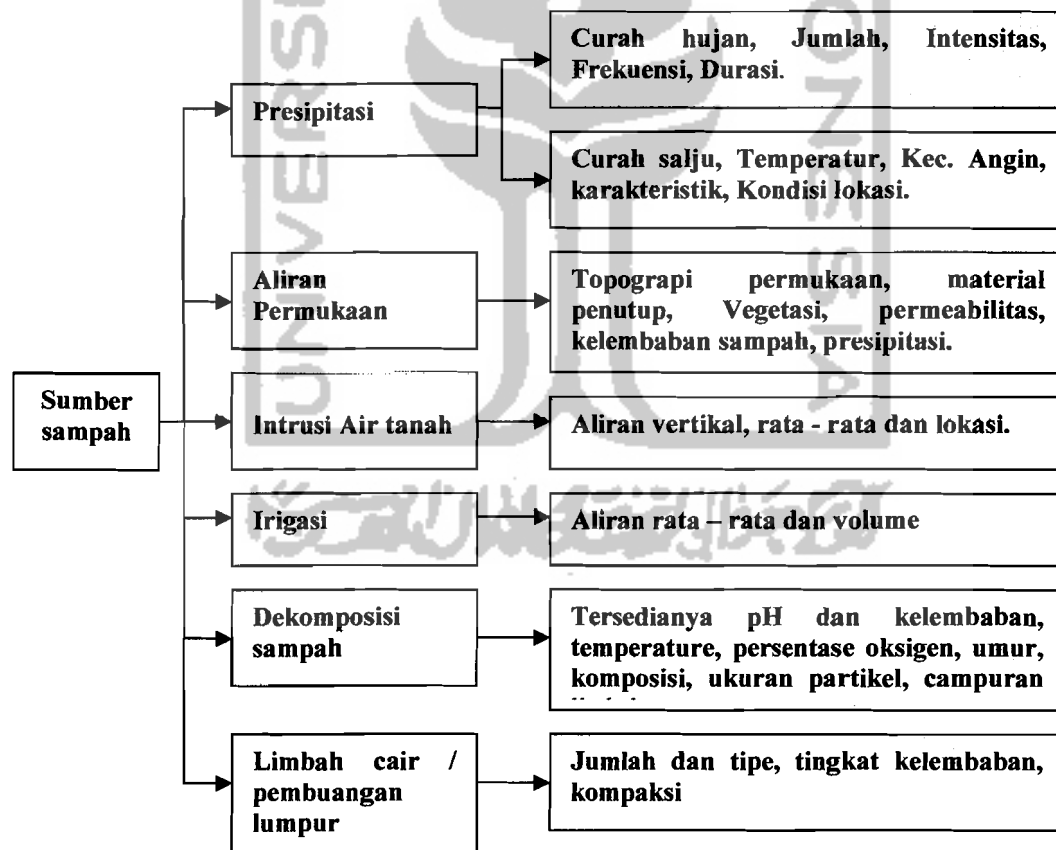 Curah hujan, Jumlah, Intensitas,
Frekuensi, Durasi.
Presipitasi
Curah salju, Temperatur, Kec. Angin,
karakteristik, Kondisi lokasi.
Aliran
Permukaan
Topograpi permukaan, material
penutup, Vegetasi, permeabilitas,
kelembaban sampah, presipitasi.
Sumber
sampah
Intrusi Air tanah
Aliran vertikal, rata - rata dan lokasi.
Irigasi
Aliran rata – rata dan volume
Dekomposisi
sampah
Tersedianya pH dan kelembaban,
temperature, persentase oksigen, umur,
komposisi, ukuran partikel, campuran
Limbah cair /
pembuangan
lumpur
Jumlah dan tipe, tingkat kelembaban,
kompaksi